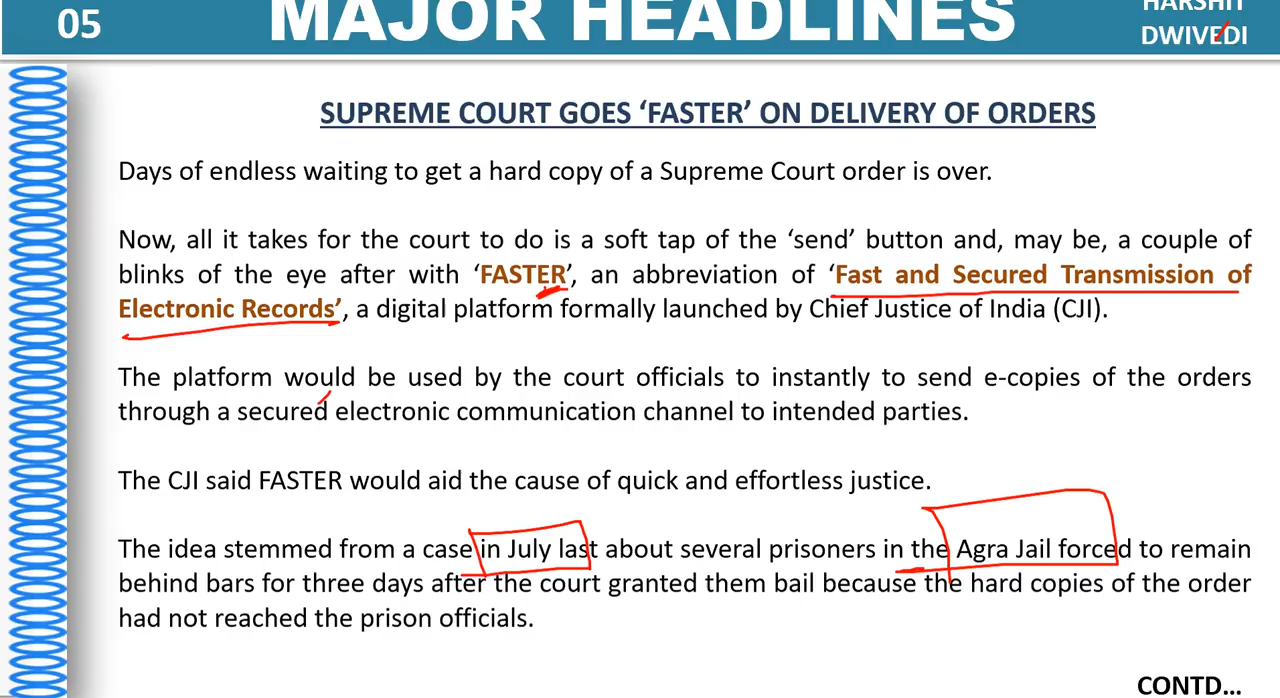 05
MAJOR HEADLINES
HARSHIT
DWIVEDI
SUPREME COURT GOES ‘FASTER’ ON DELIVERY OF ORDERS
Days of endless waiting to get a hard copy of a Supreme Court order is over.
Now, all it takes for the court to do is a soft tap of the ‘send’ button and, may be, a couple of
blinks of the eye after with ‘FASTER’, an abbreviation of ‘Fast and Secured Transmission of
Electronic Records’, a digital platform formally launched by Chief Justice of India (CJI).
The platform would be used by the court officials to instantly to send e-copies of the orders
through a secured electronic communication channel to intended parties.
The CJI said FASTER would aid the cause of quick and effortless justice.
The idea stemmed from a case in July last about several prisoners in the Agra Jail forced to remain
behind bars for three days after the court granted them bail because the hard copies of the order
had not reached the prison officials.
CONTD...